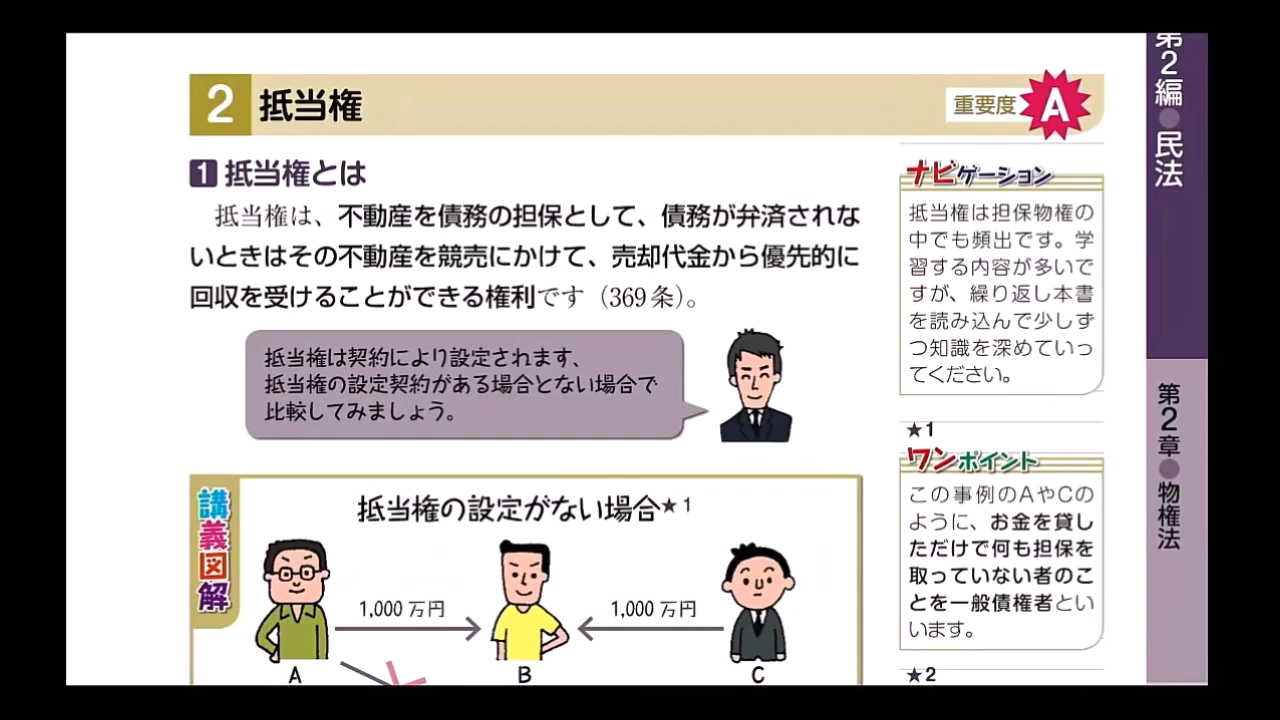 2 抵当権
重要度 A
1 抵当権とは
抵当権は、不動産を債務の担保として、債務が弁済されな
いときはその不動産を競売にかけて、売却代金から優先的に
回収を受けることができる権利です（369条）。
抵当権は契約により設定されます、
抵当権の設定契約がある場合とない場合で
比較してみましょう。
講義図解
抵当権の設定がない場合★1
1,000万円
1,000万円
A
B
C
ナビゲーション
抵当権は担保物権の
中でも頻出です。学
習する内容が多いで
すが、繰り返し本書
を読み込んで少しず
つ知識を深めていっ
てください。
★1
ワンポイント
この事例のAやCの
ように、お金を貸し
ただけで何も担保を
取っていない者のこ
とを一般債権者とい
います。
★2
第2編●民法
第2章●物権法